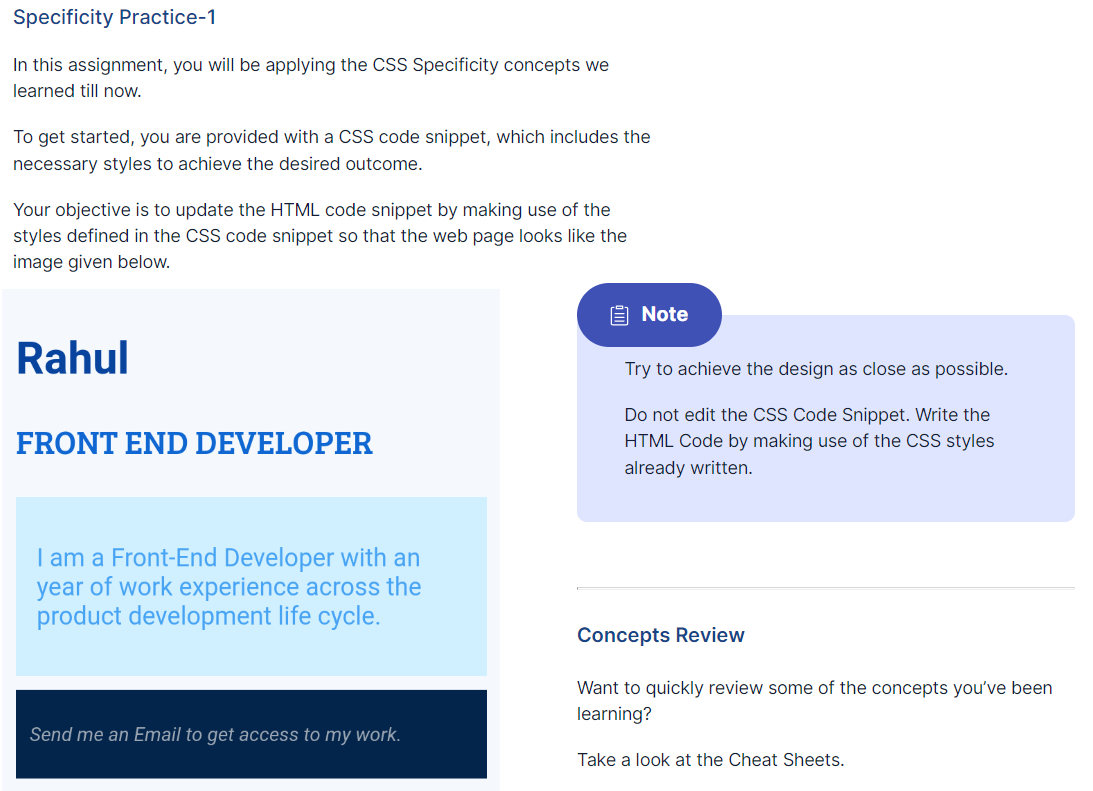 Specificity Practice-1
In this assignment, you will be applying the CSS Specificity concepts we
learned till now.
To get started, you are provided with a CSS code snippet, which includes the
necessary styles to achieve the desired outcome.
Your objective is to update the HTML code snippet by making use of the
styles defined in the CSS code snippet so that the web page looks like the
image given below.
Rahul
FRONT END DEVELOPER
I am a Front-End Developer with an
year of work experience across the
product development life cycle.
Send me an Email to get access to my work.
Note
Try to achieve the design as close as possible.
Do not edit the CSS Code Snippet. Write the
HTML Code by making use of the CSS styles
already written.
Concepts Review
Want to quickly review some of the concepts you’ve been
learning?
Take a look at the Cheat Sheets.